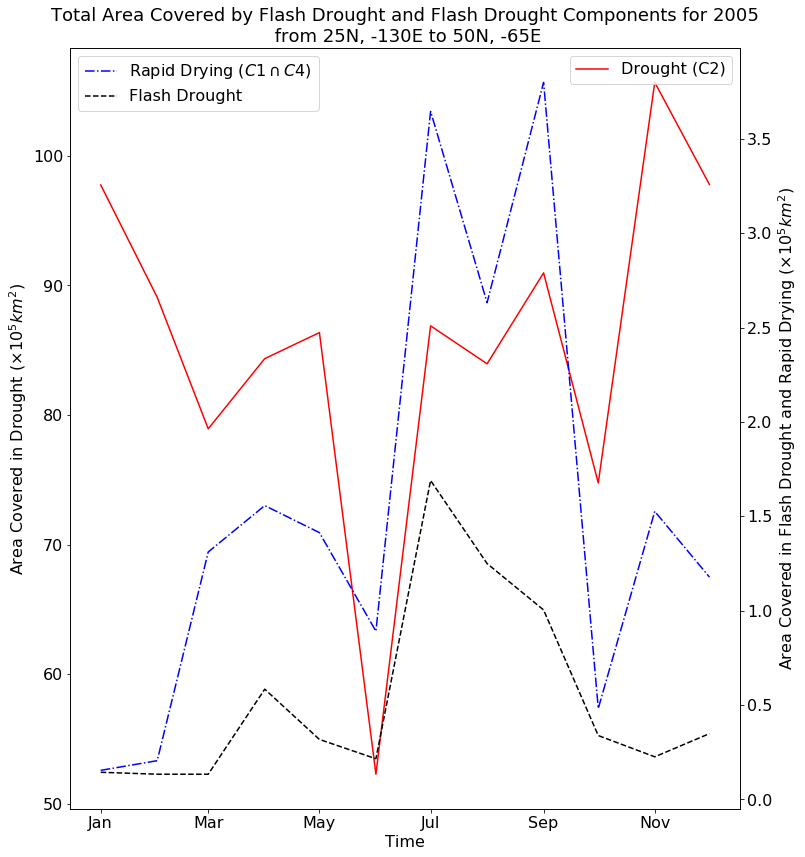 Total Area Covered by Flash Drought and Flash Drought Components for 2005
from 25N, -130E to 50N, -65E
Rapid Drying (C1 ∩ C4)
Flash Drought
Drought (C2)
Area Covered in Drought (×10⁵km²)
100
90
80
70
60
50
3.5
3.0
2.5
2.0
1.5
1.0
0.5
0.0
Area Covered in Flash Drought and Rapid Drying (×10⁵km²)
Jan Mar May Jul Sep Nov
Time